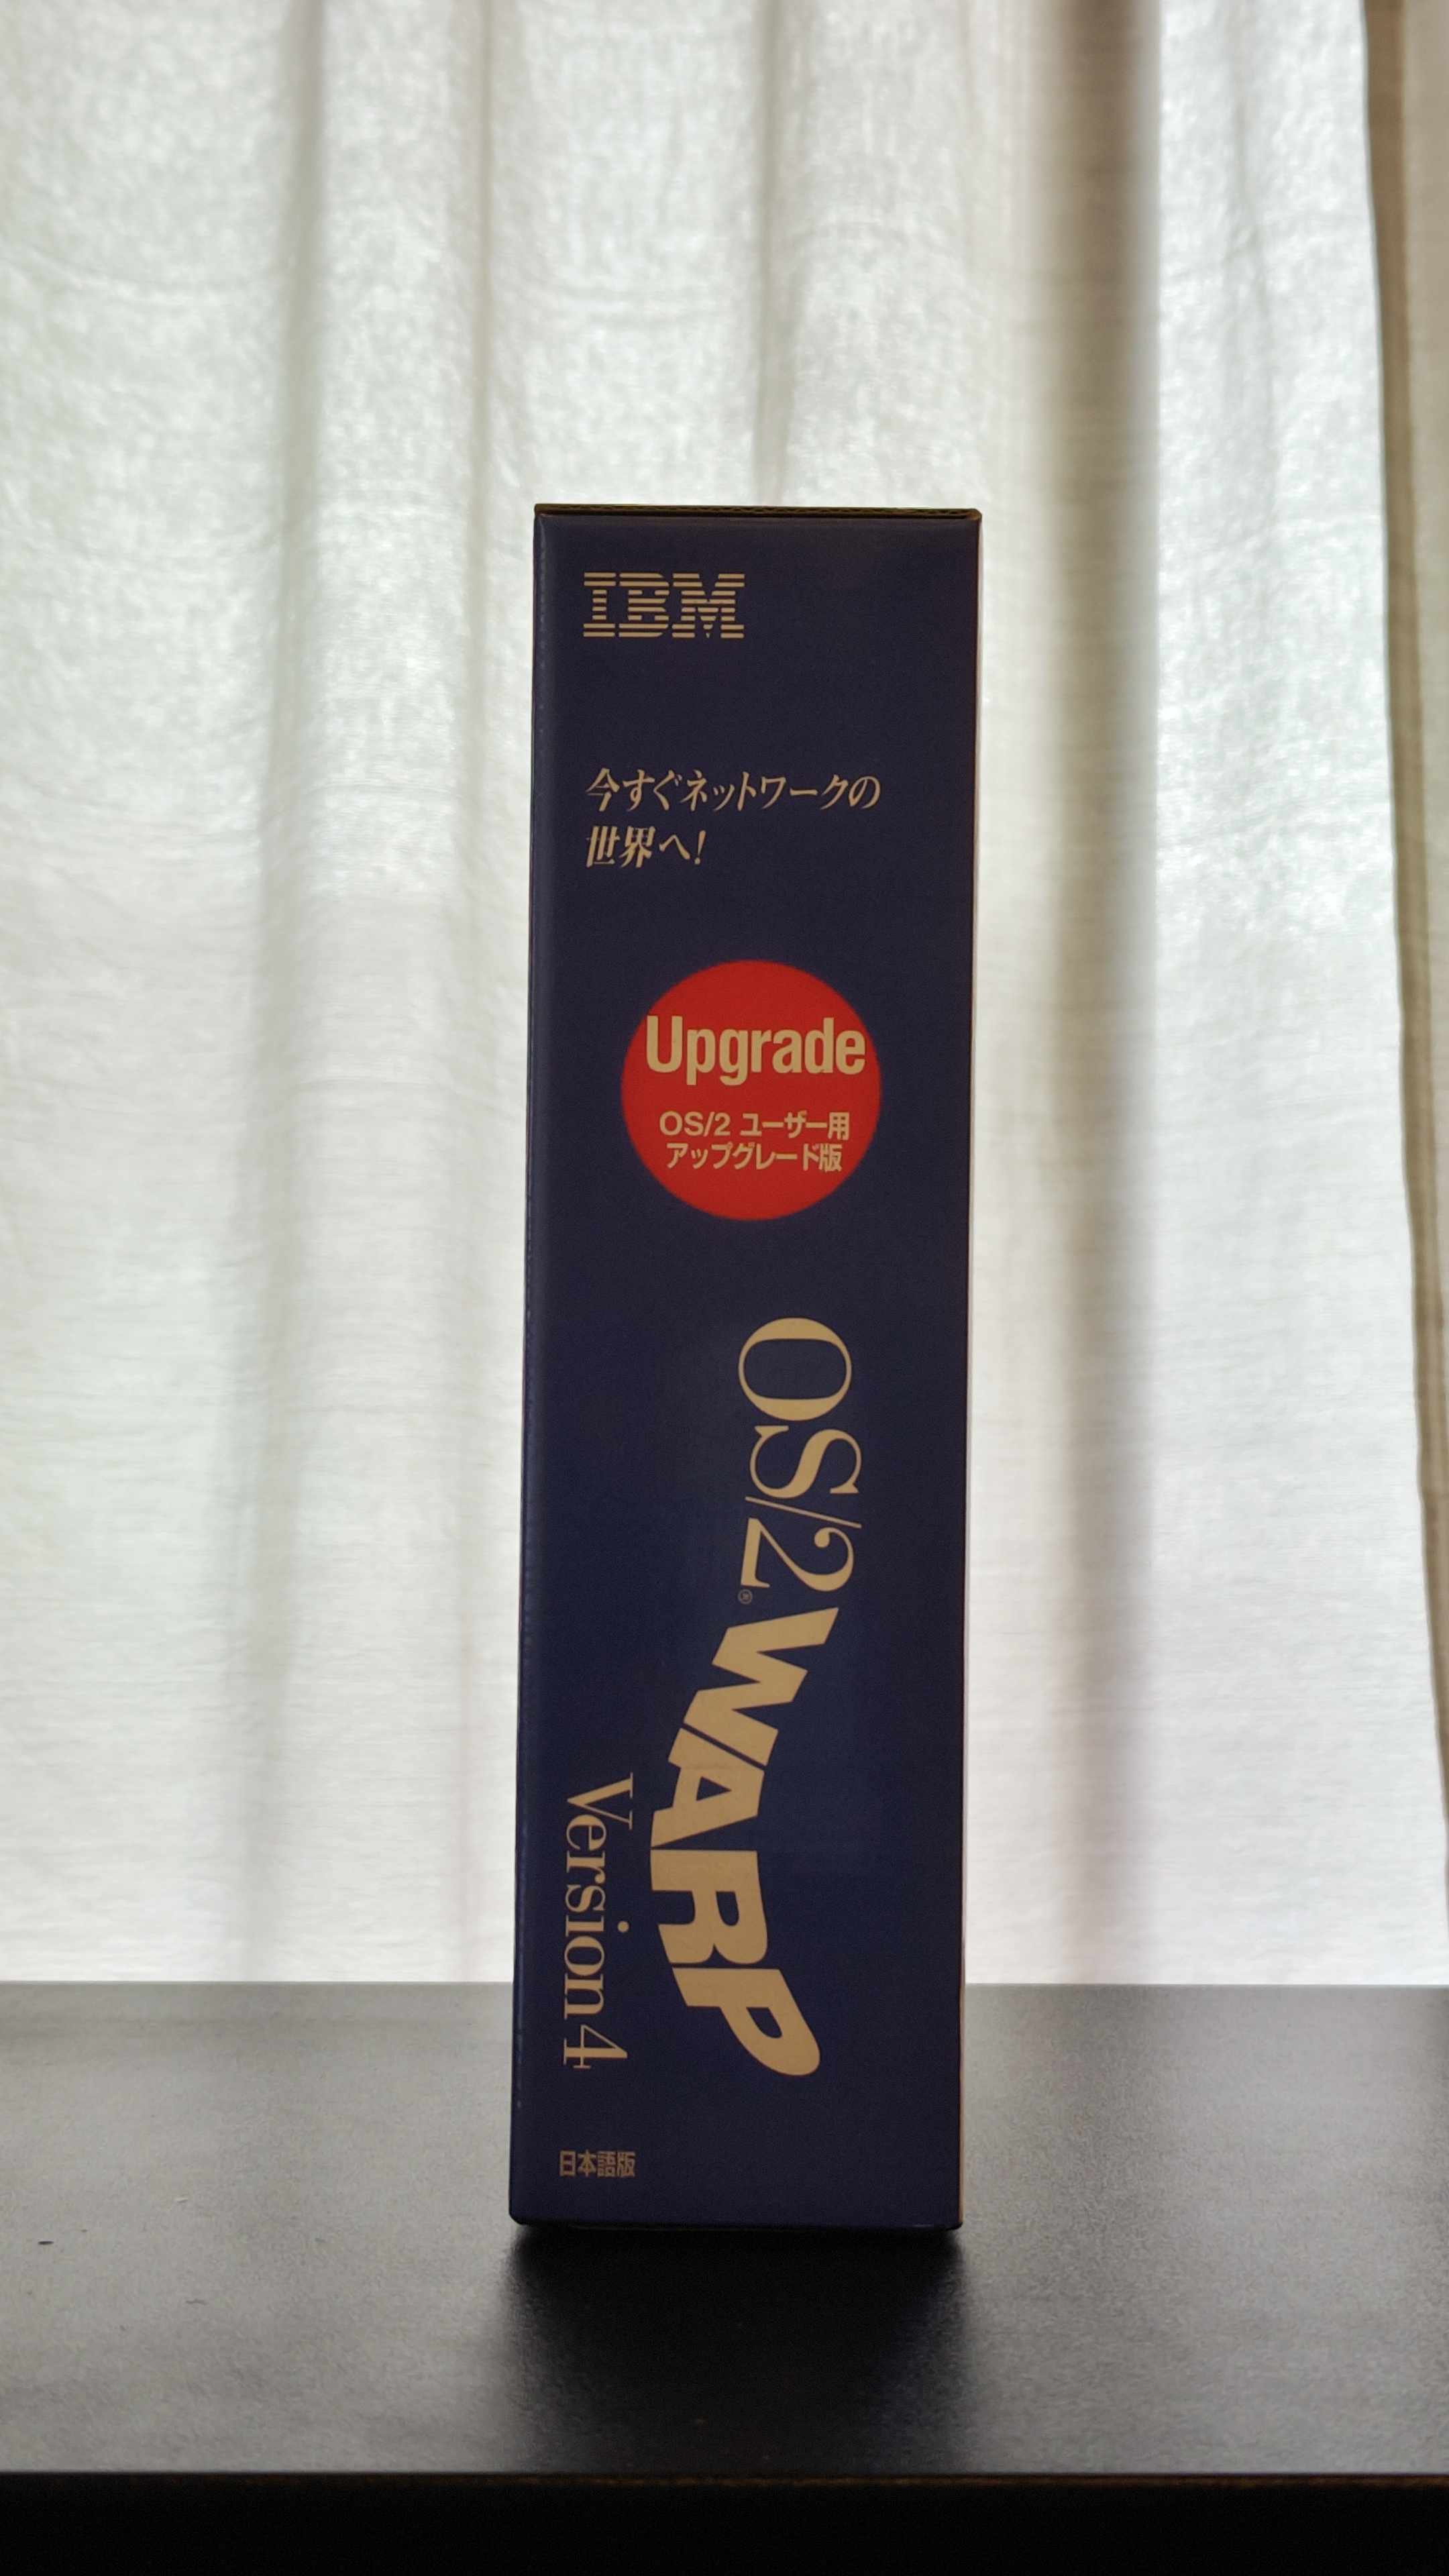 IBM
今すぐネットワークの
世界へ!
Upgrade
OS/2 ユーザー用
アップグレード版
OS/2® WARP
Version 4
日本語版